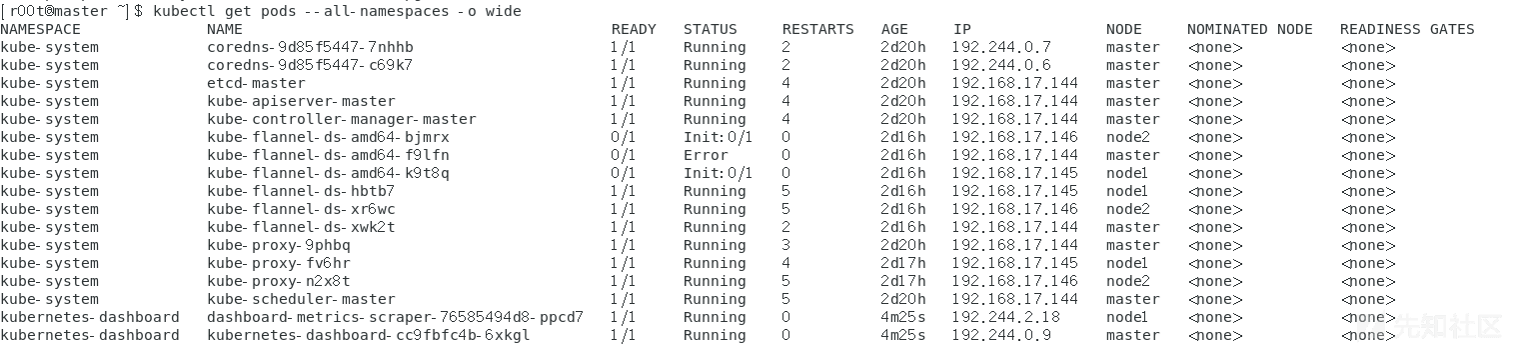 [r00t@master ~]$ kubectl get pods --all-namespaces -o wide
NAMESPACE NAME READY STATUS RESTARTS AGE IP NODE NOMINATED NODE READINESS GATES
kube-system coredns-9d85f5447-7nhhb 1/1 Running 2 2d20h 192.244.0.7 master <none> <none>
kube-system coredns-9d85f5447-c69k7 1/1 Running 2 2d20h 192.244.0.6 master <none> <none>
kube-system etcd-master 1/1 Running 4 2d20h 192.168.17.144 master <none> <none>
kube-system kube-apiserver-master 1/1 Running 4 2d20h 192.168.17.144 master <none> <none>
kube-system kube-controller-manager-master 1/1 Running 4 2d20h 192.168.17.144 master <none> <none>
kube-system kube-flannel-ds-amd64-bjmrx 0/1 Init:0/1 0 2d16h 192.168.17.146 node2 <none> <none>
kube-system kube-flannel-ds-amd64-f9lfn 0/1 Error 0 2d16h 192.168.17.144 master <none> <none>
kube-system kube-flannel-ds-amd64-k9t8q 0/1 Init:0/1 0 2d16h 192.168.17.145 node1 <none> <none>
kube-system kube-flannel-ds-hbtb7 1/1 Running 5 2d16h 192.168.17.145 node1 <none> <none>
kube-system kube-flannel-ds-xr6wc 1/1 Running 5 2d16h 192.168.17.146 node2 <none> <none>
kube-system kube-flannel-ds-xwk2t 1/1 Running 2 2d16h 192.168.17.144 master <none> <none>
kube-system kube-proxy-9phbq 1/1 Running 3 2d20h 192.168.17.144 master <none> <none>
kube-system kube-proxy-fv6hr 1/1 Running 4 2d17h 192.168.17.145 node1 <none> <none>
kube-system kube-proxy-n2x8t 1/1 Running 5 2d17h 192.168.17.146 node2 <none> <none>
kube-system kube-scheduler-master 1/1 Running 5 2d20h 192.168.17.144 master <none> <none>
kubernetes-dashboard dashboard-metrics-scraper-76585494d8-ppcd7 1/1 Running 0 4m25s 192.244.2.18 node1 <none> <none>
kubernetes-dashboard kubernetes-dashboard-cc9fbfc4b-6xkgl 1/1 Running 0 4m25s 192.244.0.9 master <none> <none>
先知社区